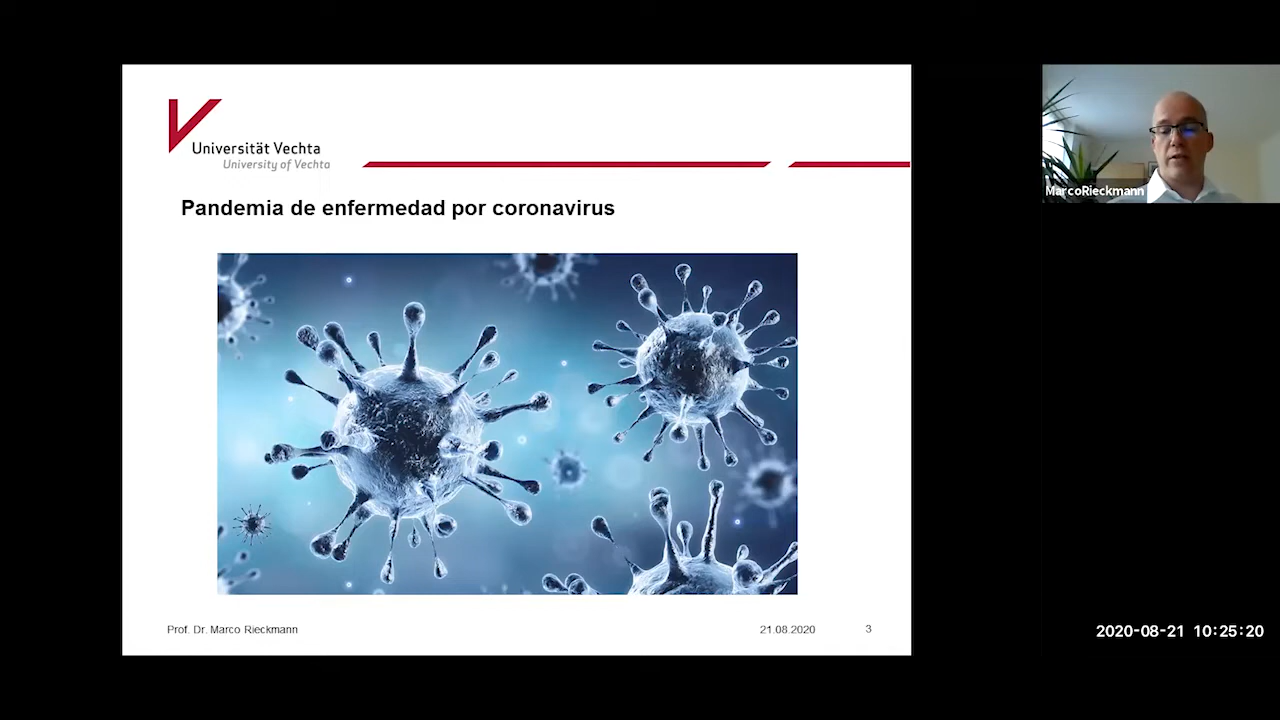 Universität Vechta
University of Vechta
Pandemia de enfermedad por coronavirus
Prof. Dr. Marco Rieckmann
21.08.2020
3
MarcoRieckmann
2020-08-21 10:25:20